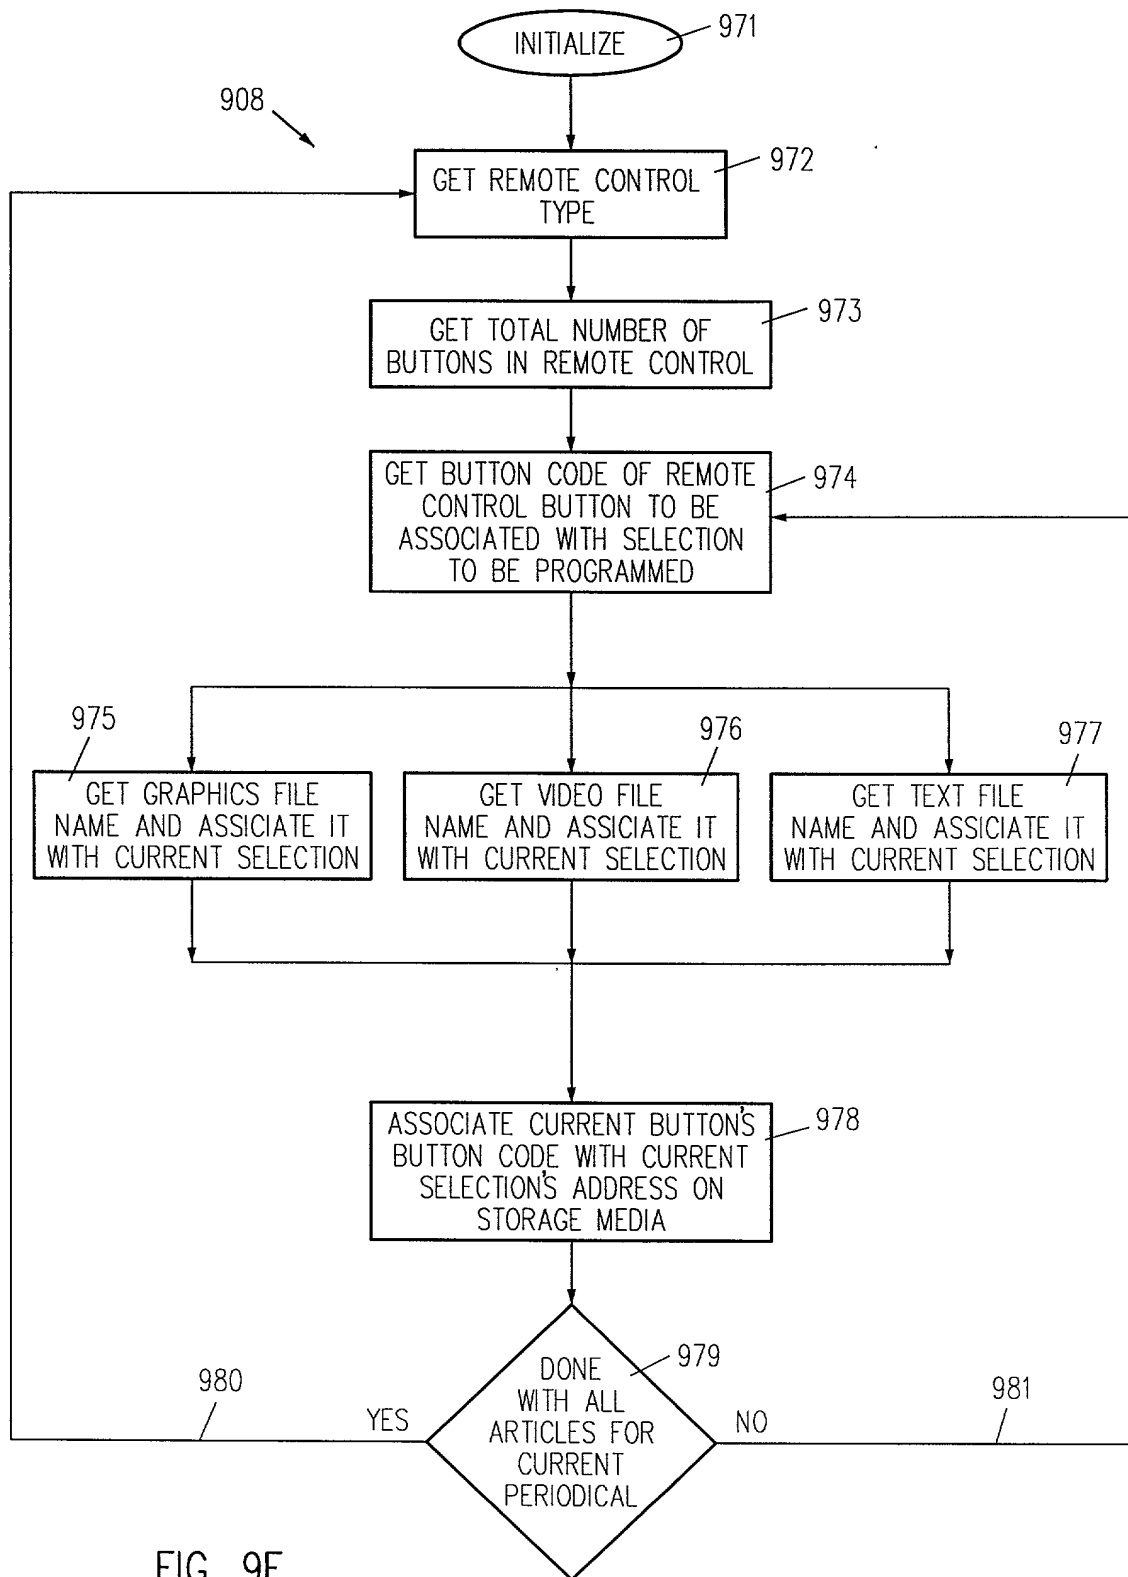 INITIALIZE
971
908
GET REMOTE CONTROL
TYPE
972
GET TOTAL NUMBER OF
BUTTONS IN REMOTE CONTROL
973
GET BUTTON CODE OF REMOTE
CONTROL BUTTON TO BE
ASSOCIATED WITH SELECTION
TO BE PROGRAMMED
974
975
GET GRAPHICS FILE
NAME AND ASSICIATE IT
WITH CURRENT SELECTION
976
GET VIDEO FILE
NAME AND ASSICIATE IT
WITH CURRENT SELECTION
977
GET TEXT FILE
NAME AND ASSICIATE IT
WITH CURRENT SELECTION
ASSOCIATE CURRENT BUTTON'S
BUTTON CODE WITH CURRENT
SELECTION'S ADDRESS ON
STORAGE MEDIA
978
DONE
WITH ALL
ARTICLES FOR
CURRENT
PERIODICAL
979
980
YES
NO
981
FIG. 9F